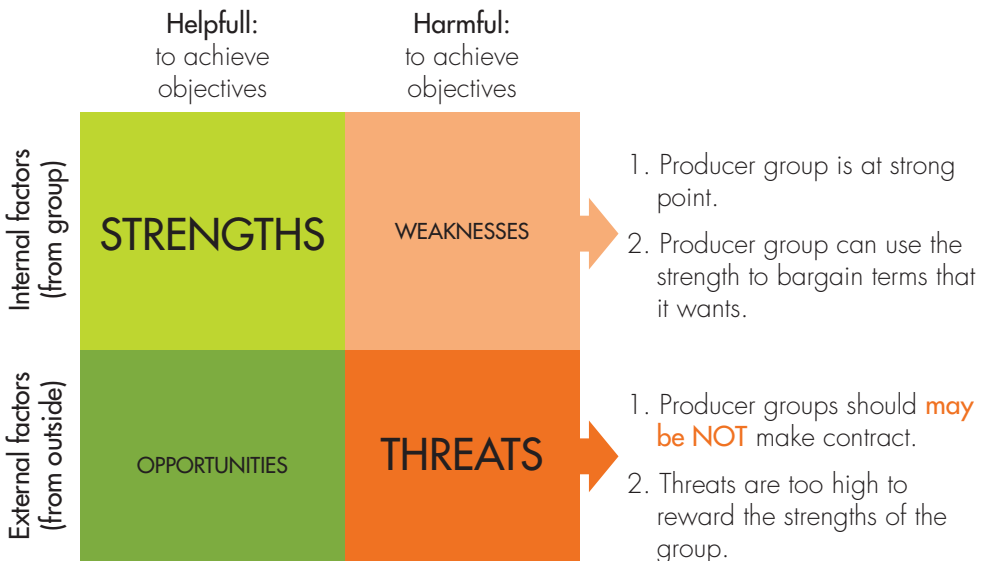 Helpfull:
to achieve
objectives
Harmful:
to achieve
objectives
Internal factors
(from group)
STRENGTHS
WEAKNESSES
1. Producer group is at strong
point.
2. Producer group can use the
strength to bargain terms that
it wants.
External factors
(from outside)
OPPORTUNITIES
THREATS
1. Producer groups should may
be NOT make contract.
2. Threats are too high to
reward the strengths of the
group.